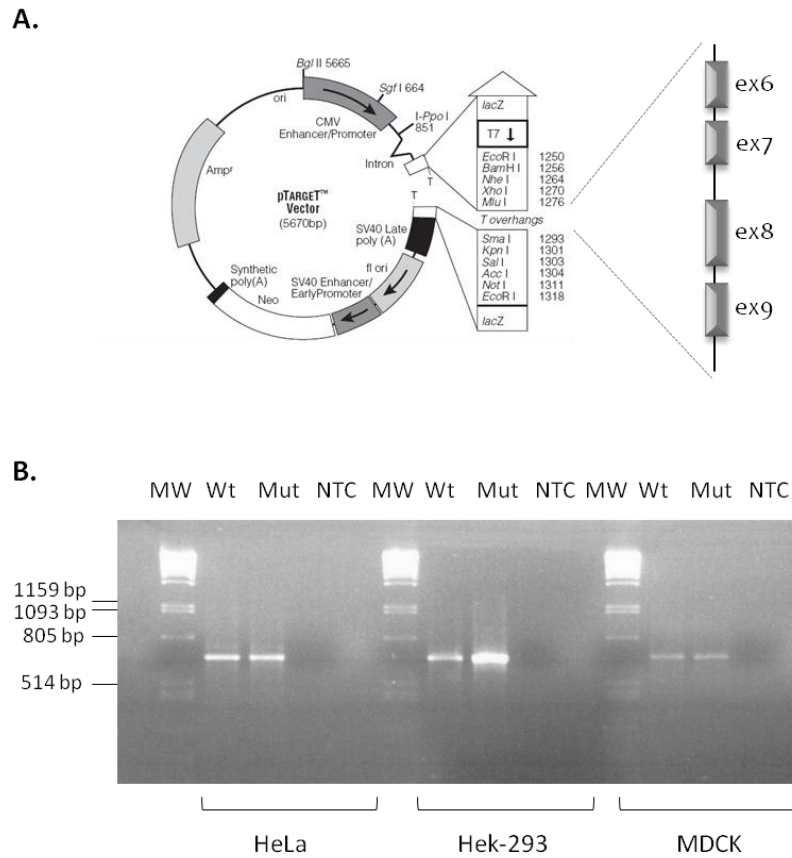 A.
Bgl II 5665
Sgf I 664
ori
I-Ppo I
851
CMV
Enhancer/Promoter
Intron
T
Ampʳ
pTARGET™
Vector
(5670bp)
T
SV40 Late
poly (A)
f1 ori
SV40 Enhancer/
EarlyPromoter
Synthetic
poly(A)
Neo
lacZ
T7 ↓
EcoR I 1250
BamH I 1256
Nhe I 1264
Xho I 1270
Mlu I 1276
T overhangs
Sma I 1293
Kpn I 1301
Sal I 1303
Acc I 1304
Not I 1311
EcoR I 1318
lacZ
ex6
ex7
ex8
ex9
B.
MW Wt Mut NTC MW Wt Mut NTC MW Wt Mut NTC
1159 bp
1093 bp
805 bp
514 bp
HeLa Hek-293 MDCK